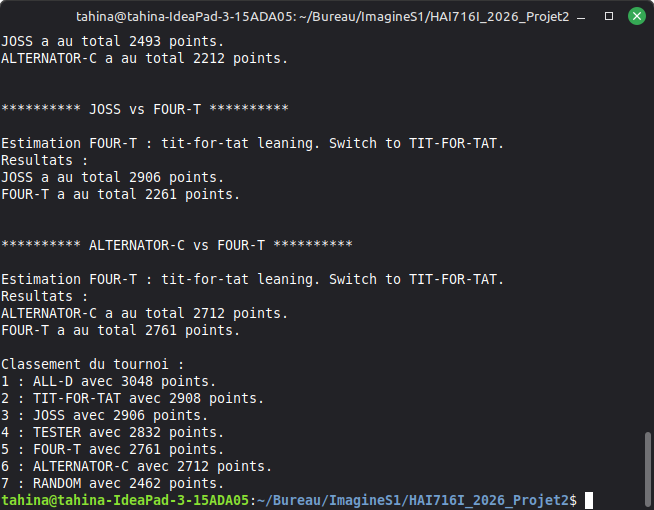 tahina@tahina-IdeaPad-3-15ADA05: ~/Bureau/ImagineS1/HAI716I_2026_Projet2
JOSS a au total 2493 points.
ALTERNATOR-C a au total 2212 points.
********** JOSS vs FOUR-T **********
Estimation FOUR-T : tit-for-tat leaning. Switch to TIT-FOR-TAT.
Resultats :
JOSS a au total 2906 points.
FOUR-T a au total 2261 points.
********** ALTERNATOR-C vs FOUR-T **********
Estimation FOUR-T : tit-for-tat leaning. Switch to TIT-FOR-TAT.
Resultats :
ALTERNATOR-C a au total 2712 points.
FOUR-T a au total 2761 points.
Classement du tournoi :
1 : ALL-D avec 3048 points.
2 : TIT-FOR-TAT avec 2908 points.
3 : JOSS avec 2906 points.
4 : TESTER avec 2832 points.
5 : FOUR-T avec 2761 points.
6 : ALTERNATOR-C avec 2712 points.
7 : RANDOM avec 2462 points.
tahina@tahina-IdeaPad-3-15ADA05:~/Bureau/ImagineS1/HAI716I_2026_Projet2$